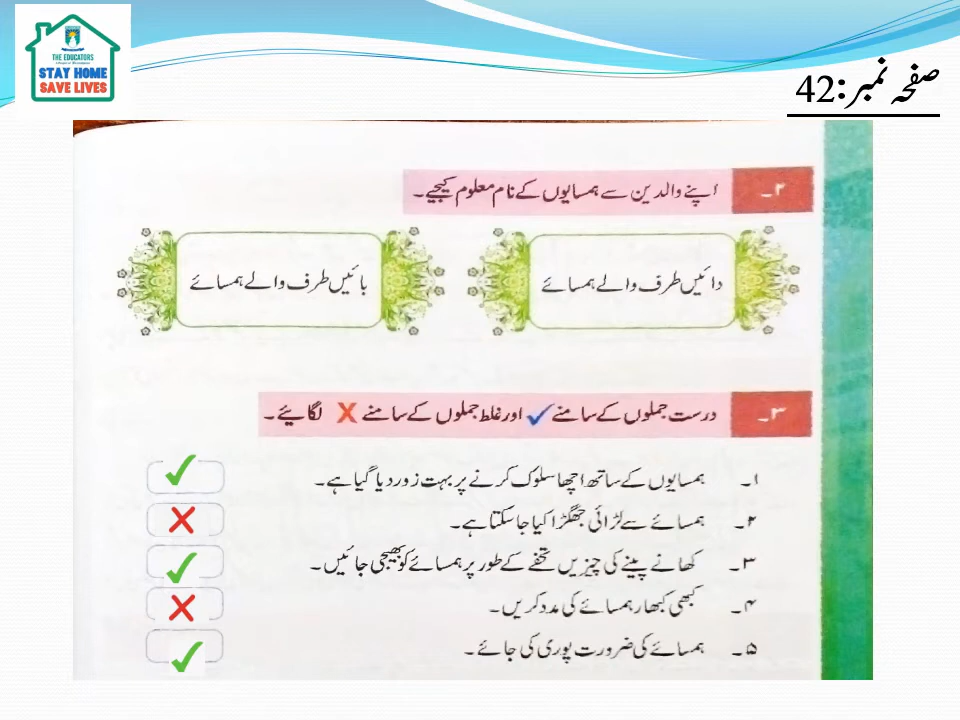 THE EDUCATORS
STAY HOME
SAVE LIVES
صفحہ نمبر:42
۲۔ اپنے والدین سے ہمسایوں کے نام معلوم کیجیے۔
دائیں طرف والے ہمسائے
بائیں طرف والے ہمسائے
۳۔ درست جملوں کے سامنے ✓ اور غلط جملوں کے سامنے X لگائیے۔
۱۔ ہمسایوں کے ساتھ اچھا سلوک کرنے پر بہت زور دیا گیا ہے۔ ✓
۲۔ ہمسائے سے لڑائی جھگڑا کیا جا سکتا ہے۔ X
۳۔ کھانے پینے کی چیزیں تحفے کے طور پر ہمسائے کو بھیجی جائیں۔ ✓
۴۔ کبھی کبھار ہمسائے کی مدد کریں۔ X
۵۔ ہمسائے کی ضرورت پوری کی جائے۔ ✓